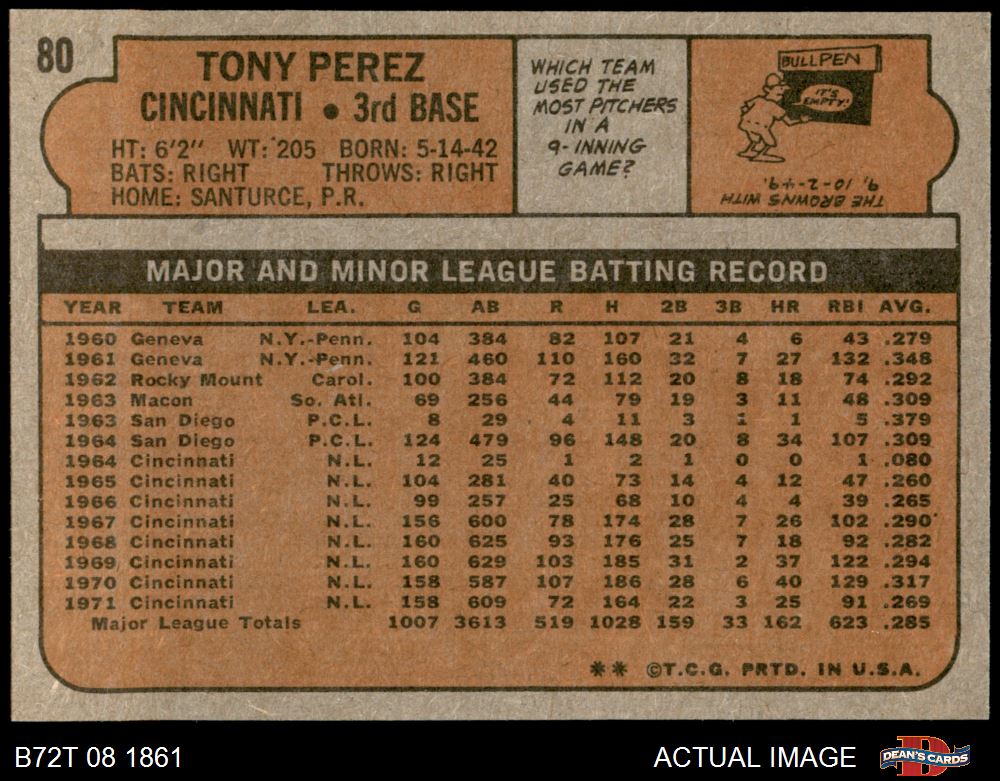 80
TONY PEREZ
CINCINNATI • 3rd BASE
HT: 6'2" WT: 205 BORN: 5-14-42
BATS: RIGHT THROWS: RIGHT
HOME: SANTURCE, P.R.
WHICH TEAM
USED THE
MOST PITCHERS
IN A
9-INNING
GAME?
BULLPEN
IT'S
EMPTY!
THE BROWNS WITH
9, 10-2-49.
MAJOR AND MINOR LEAGUE BATTING RECORD
YEAR TEAM LEA. G AB R H 2B 3B HR RBI AVG.
1960 Geneva N.Y.-Penn. 104 384 82 107 21 4 6 43 .279
1961 Geneva N.Y.-Penn. 121 460 110 160 32 7 27 132 .348
1962 Rocky Mount Carol. 100 384 72 112 20 8 18 74 .292
1963 Macon So. Atl. 69 256 44 79 19 3 11 48 .309
1963 San Diego P.C.L. 8 29 4 11 3 1 1 5 .379
1964 San Diego P.C.L. 124 479 96 148 20 8 34 107 .309
1964 Cincinnati N.L. 12 25 1 2 1 0 0 1 .080
1965 Cincinnati N.L. 104 281 40 73 14 4 12 47 .260
1966 Cincinnati N.L. 99 257 25 68 10 4 4 39 .265
1967 Cincinnati N.L. 156 600 78 174 28 7 26 102 .290
1968 Cincinnati N.L. 160 625 93 176 25 7 18 92 .282
1969 Cincinnati N.L. 160 629 103 185 31 2 37 122 .294
1970 Cincinnati N.L. 158 587 107 186 28 6 40 129 .317
1971 Cincinnati N.L. 158 609 72 164 22 3 25 91 .269
Major League Totals 1007 3613 519 1028 159 33 162 623 .285
** ©T.C.G. PRTD. IN U.S.A.
B72T 08 1861 ACTUAL IMAGE DEAN'S CARDS